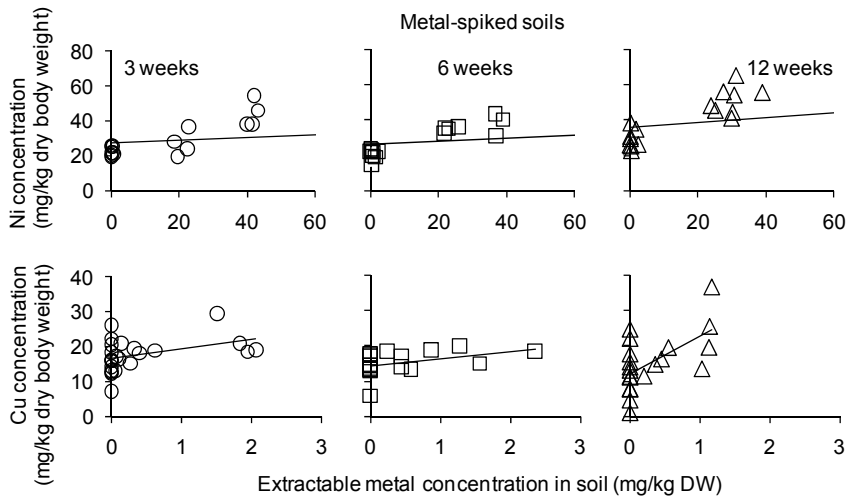 Metal-spiked soils
Ni concentration
(mg/kg dry body weight)
80
60
40
20
0
3 weeks
6 weeks
12 weeks
0 20 40 60
0 20 40 60
0 20 40 60
Cu concentration
(mg/kg dry body weight)
40
30
20
10
0
0 1 2 3
0 1 2 3
0 1 2 3
Extractable metal concentration in soil (mg/kg DW)